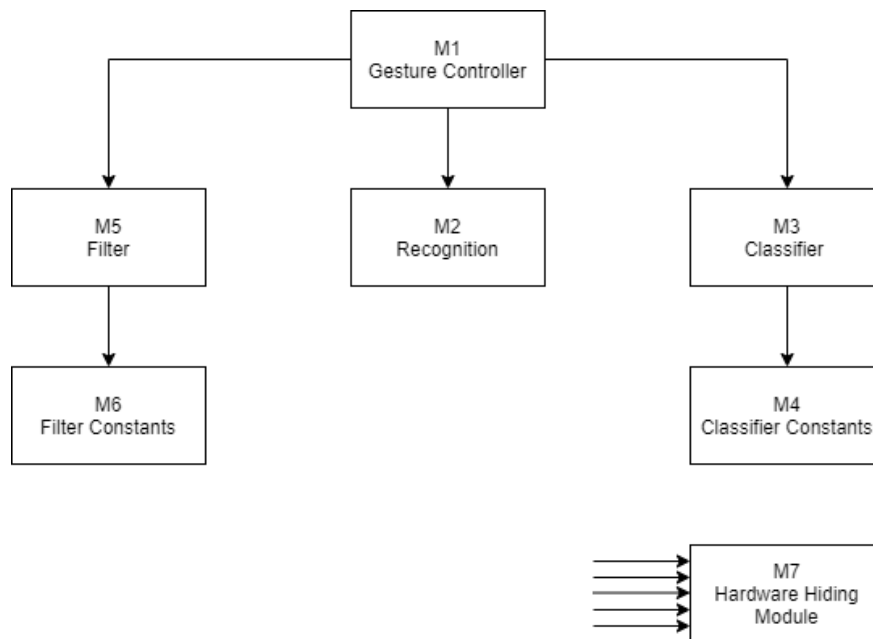 M1
Gesture Controller
M5
Filter
M2
Recognition
M3
Classifier
M6
Filter Constants
M4
Classifier Constants
M7
Hardware Hiding
Module